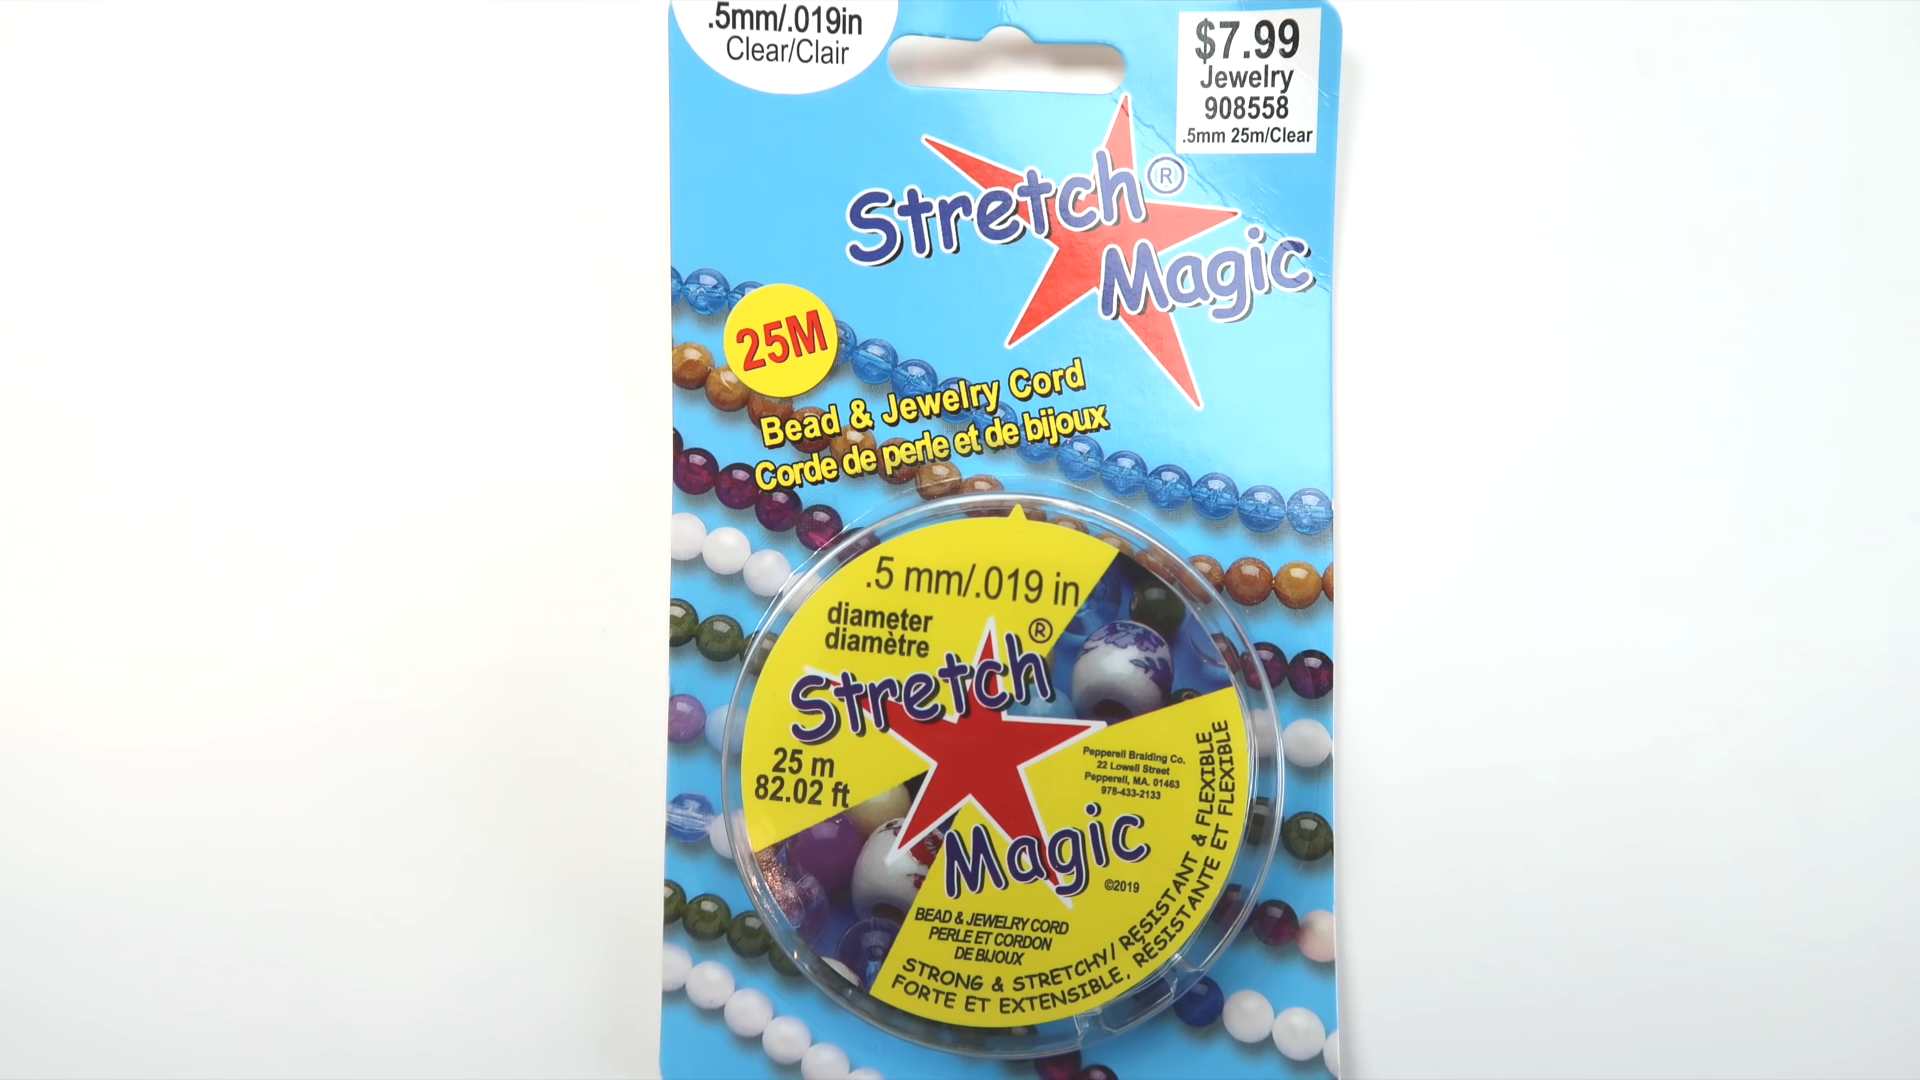 .5mm/.019in
Clear/Clair
$7.99
Jewelry
908558
.5mm 25m/Clear
Stretch®
Magic
25M
Bead & Jewelry Cord
Corde de perle et de bijoux
.5 mm/.019 in
diameter
diamètre
Stretch®
Magic
25 m
82.02 ft
Pepperell Braiding Co.
22 Lowell Street
Pepperell, MA. 01463
978-433-2133
©2019
BEAD & JEWELRY CORD
PERLE ET CORDON
DE BIJOUX
STRONG & STRETCHY/ RESISTANT & FLEXIBLE
FORTE ET EXTENSIBLE, RÉSISTANTE ET FLEXIBLE